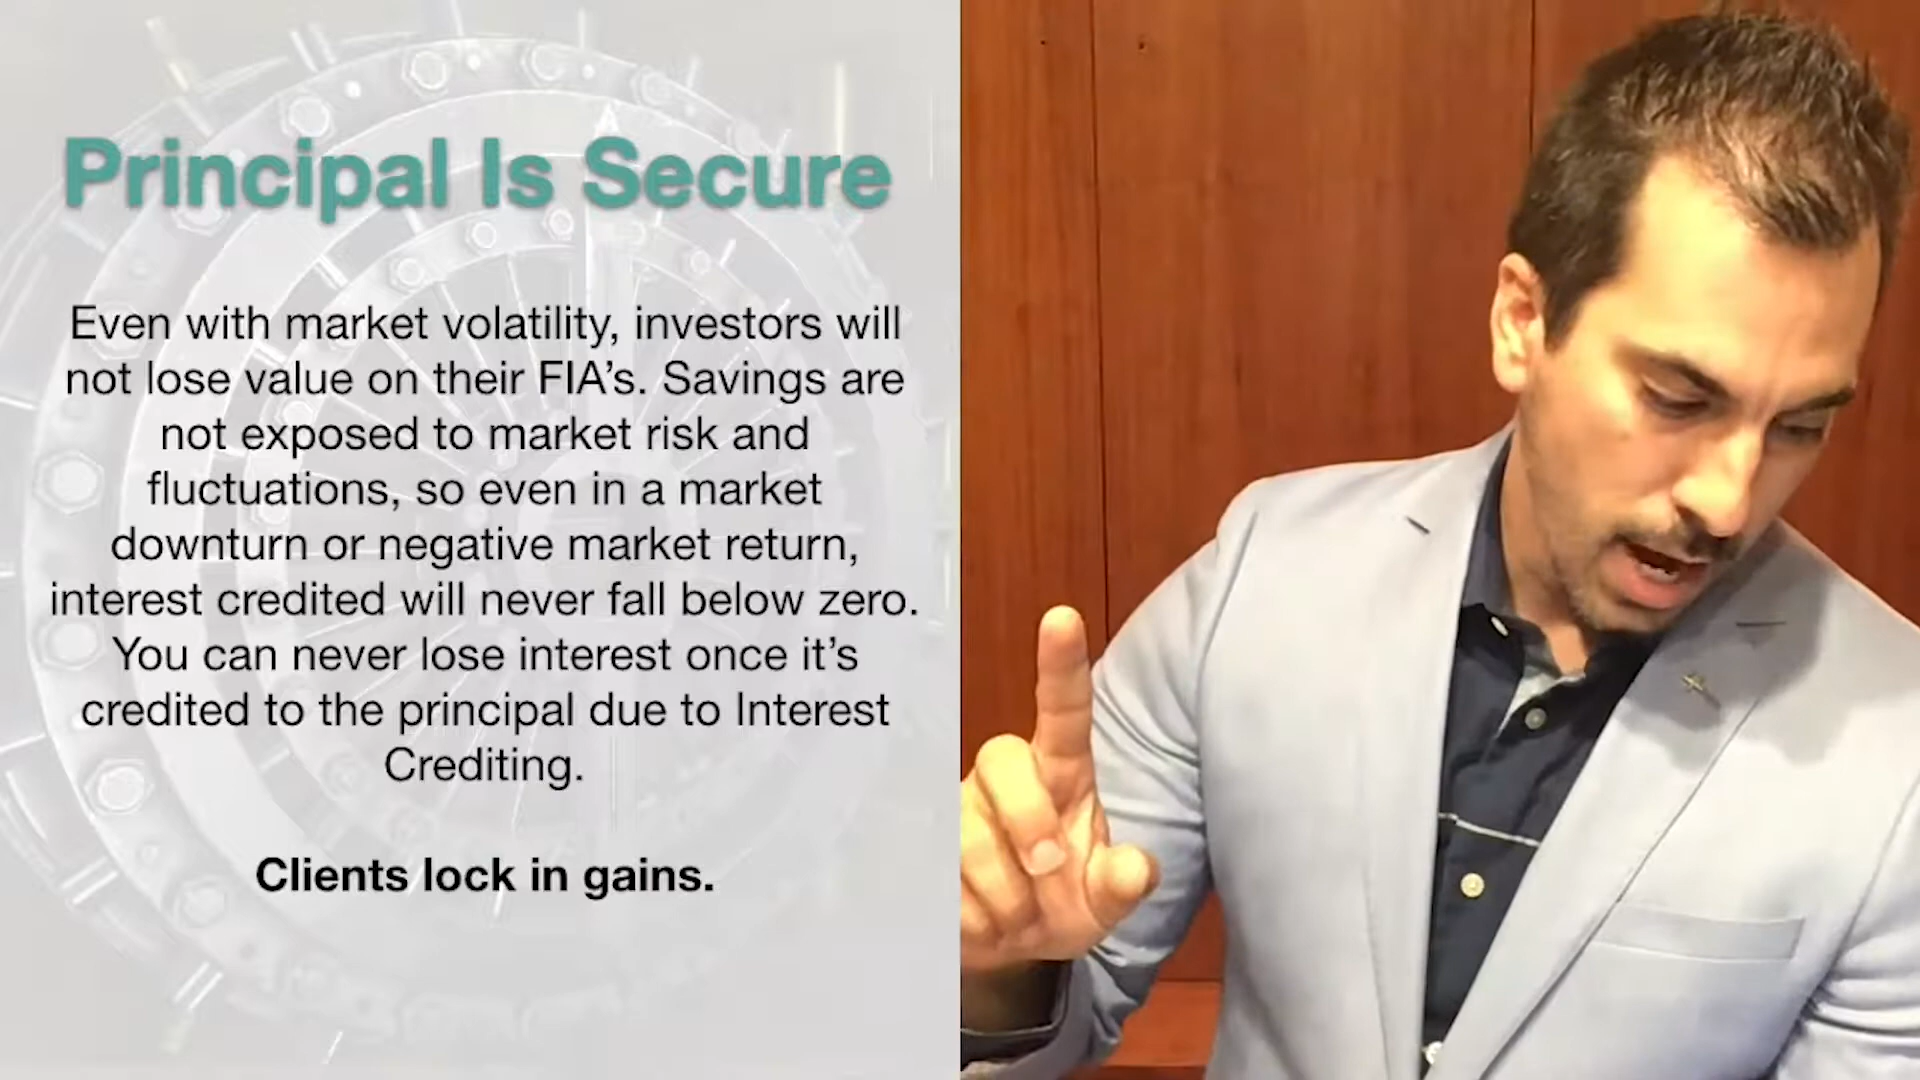 Principal Is Secure
Even with market volatility, investors will
not lose value on their FIA’s. Savings are
not exposed to market risk and
fluctuations, so even in a market
downturn or negative market return,
interest credited will never fall below zero.
You can never lose interest once it’s
credited to the principal due to Interest
Crediting.
Clients lock in gains.